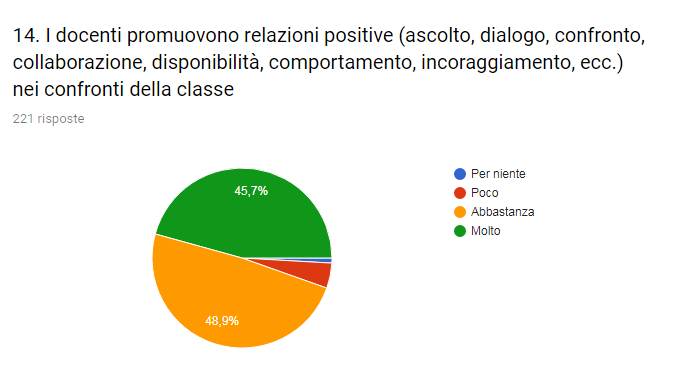 14. I docenti promuovono relazioni positive (ascolto, dialogo, confronto,
collaborazione, disponibilità, comportamento, incoraggiamento, ecc.)
nei confronti della classe
221 risposte
45,7%
48,9%
Per niente
Poco
Abbastanza
Molto